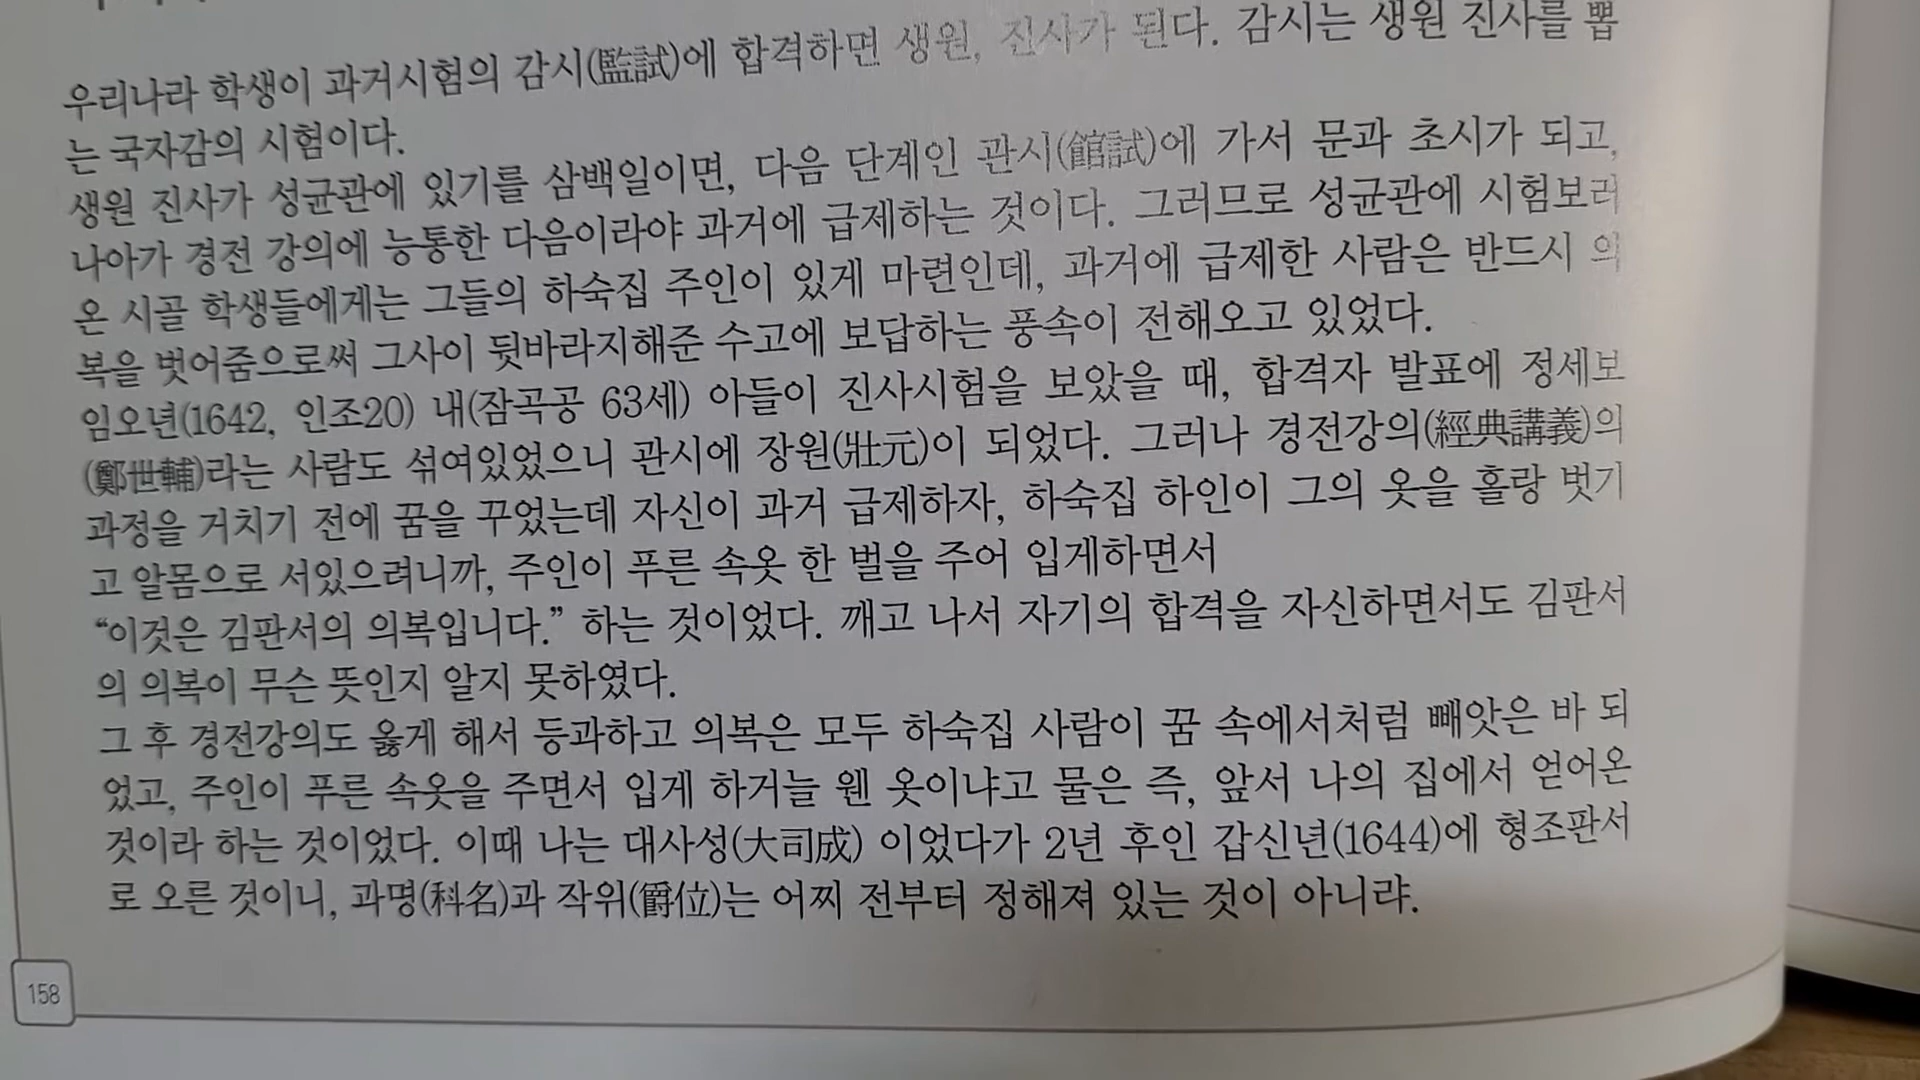 우리나라 학생이 과거시험의 감시(監試)에 합격하면 생원, 진사가 된다. 감시는 생원 진사를 뽑
는 국자감의 시험이다.
생원 진사가 성균관에 있기를 삼백일이면, 다음 단계인 관시(館試)에 가서 문과 초시가 되고,
나아가 경전 강의에 능통한 다음이라야 과거에 급제하는 것이다. 그러므로 성균관에 시험보러
온 시골 학생들에게는 그들의 하숙집 주인이 있게 마련인데, 과거에 급제한 사람은 반드시 의
복을 벗어줌으로써 그사이 뒷바라지해준 수고에 보답하는 풍속이 전해오고 있었다.
임오년(1642, 인조20) 내(잠곡공 63세) 아들이 진사시험을 보았을 때, 합격자 발표에 정세보
(鄭世輔)라는 사람도 섞여있었으니 관시에 장원(壯元)이 되었다. 그러나 경전강의(經典講義)의
과정을 거치기 전에 꿈을 꾸었는데 자신이 과거 급제하자, 하숙집 하인이 그의 옷을 홀랑 벗기
고 알몸으로 서있으려니까, 주인이 푸른 속옷 한 벌을 주어 입게하면서
“이것은 김판서의 의복입니다.” 하는 것이었다. 깨고 나서 자기의 합격을 자신하면서도 김판서
의 의복이 무슨 뜻인지 알지 못하였다.
그 후 경전강의도 옳게 해서 등과하고 의복은 모두 하숙집 사람이 꿈 속에서처럼 빼앗은 바 되
었고, 주인이 푸른 속옷을 주면서 입게 하거늘 웬 옷이냐고 물은 즉, 앞서 나의 집에서 얻어온
것이라 하는 것이었다. 이때 나는 대사성(大司成) 이었다가 2년 후인 갑신년(1644)에 형조판서
로 오른 것이니, 과명(科名)과 작위(爵位)는 어찌 전부터 정해져 있는 것이 아니랴.
158